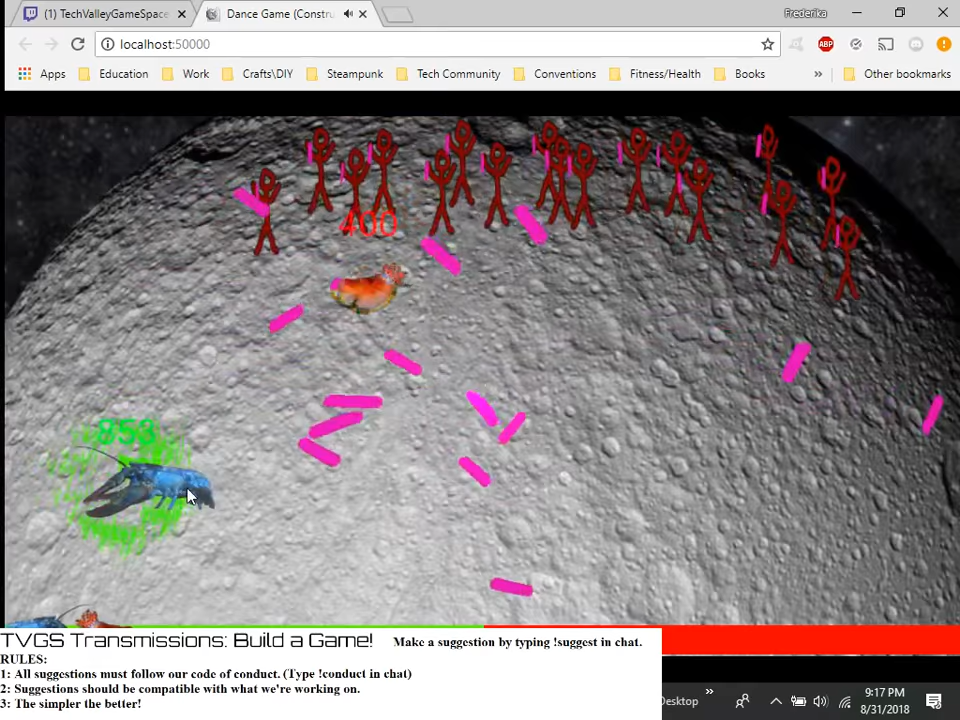 (1) TechValleyGameSpace
Dance Game (Constru
Frederika
localhost:50000
ABP
Apps Education Work Crafts\DIY Steampunk Tech Community Conventions Fitness/Health Books » Other bookmarks
400
853
TVGS Transmissions: Build a Game! Make a suggestion by typing !suggest in chat.
RULES:
1: All suggestions must follow our code of conduct. (Type !conduct in chat)
2: Suggestions should be compatible with what we're working on.
3: The simpler the better!
Desktop »
9:17 PM
8/31/2018